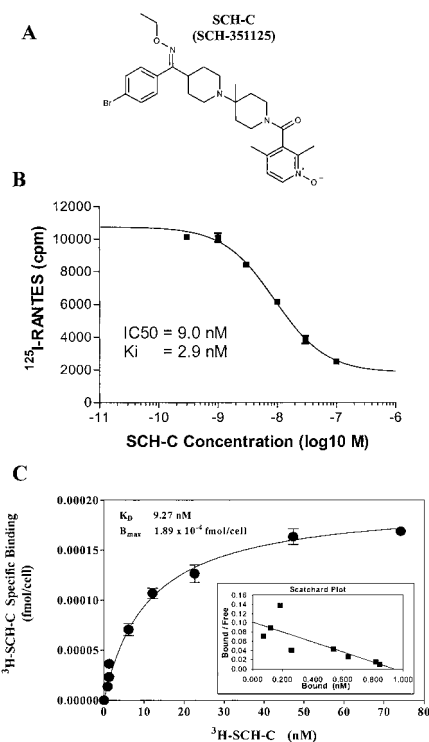 A
SCH-C
(SCH-351125)
O
N
Br
N
N
O
N⁺
O⁻
B
12000
10000
8000
6000
4000
2000
0
¹²⁵I-RANTES (cpm)
IC50 = 9.0 nM
Ki = 2.9 nM
-11 -10 -9 -8 -7 -6
SCH-C Concentration (log10 M)
C
0.00020
0.00015
0.00010
0.00005
0.00000
³H-SCH-C Specific Binding
(fmol/cell)
K_D 9.27 nM
B_max 1.89 x 10⁻⁴ fmol/cell
Scatchard Plot
0.16
0.14
0.12
0.10
0.08
0.06
0.04
0.02
0.00
Bound / Free
0.000 0.200 0.400 0.600 0.800 1.000
Bound (nM)
0 10 20 30 40 50 60 70 80
³H-SCH-C (nM)